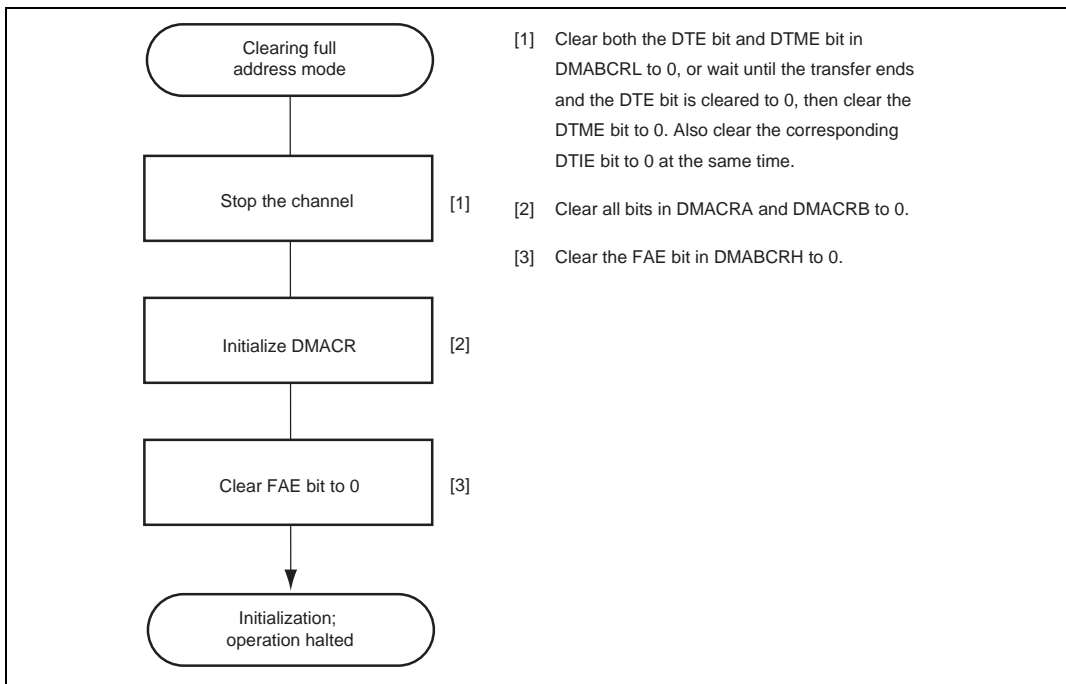 Clearing full
address mode
Stop the channel
[1]
Initialize DMACR
[2]
Clear FAE bit to 0
[3]
Initialization;
operation halted
[1] Clear both the DTE bit and DTME bit in
DMABCRL to 0, or wait until the transfer ends
and the DTE bit is cleared to 0, then clear the
DTME bit to 0. Also clear the corresponding
DTIE bit to 0 at the same time.
[2] Clear all bits in DMACRA and DMACRB to 0.
[3] Clear the FAE bit in DMABCRH to 0.